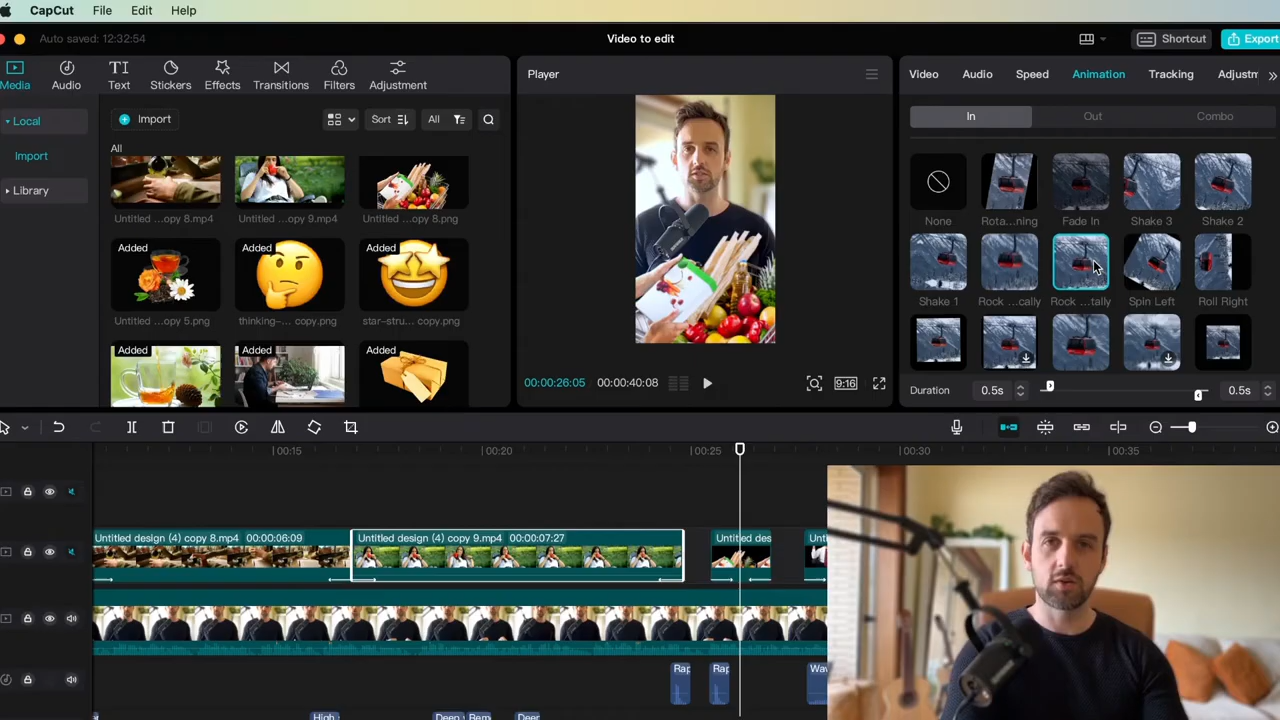 CapCut File Edit Help
Auto saved: 12:32:54 Video to edit Shortcut Export
Media Audio Text Stickers Effects Transitions Filters Adjustment
Player
Video Audio Speed Animation Tracking Adjustm
Local
Import
Library
Import Sort All
All
In Out Combo
Untitled ...opy 8.mp4 Untitled ...opy 9.mp4 Untitled ...opy 8.png
Added Added Added
Untitled ...opy 5.png thinking-... copy.png star-stru... copy.png
Added Added Added
None Rota...ning Fade In Shake 3 Shake 2
Shake 1 Rock ...cally Rock ...tally Spin Left Roll Right
00:00:26:05 00:00:40:08 9:16
Duration 0.5s 0.5s
00:15 00:20 00:25 00:30 00:35
Untitled design (4) copy 8.mp4 00:00:06:09 Untitled design (4) copy 9.mp4 00:00:07:27 Untitled des Unt
Rap Rap Wav
High Deep Rem Deep